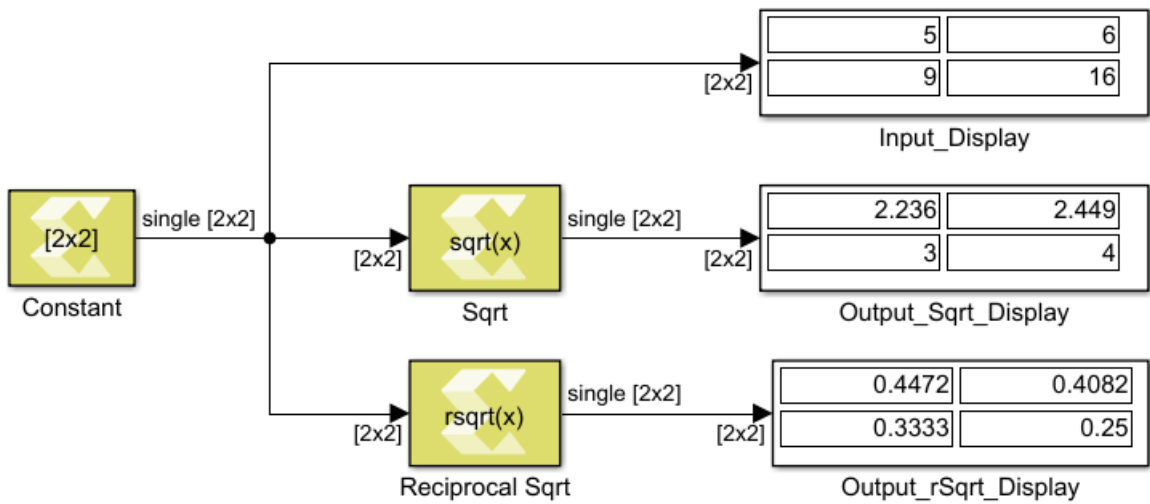 5 6
9 16
[2x2]
Input_Display
[2x2]
Constant
single [2x2]
[2x2]
sqrt(x)
Sqrt
single [2x2]
[2x2]
2.236 2.449
3 4
Output_Sqrt_Display
[2x2]
rsqrt(x)
Reciprocal Sqrt
single [2x2]
[2x2]
0.4472 0.4082
0.3333 0.25
Output_rSqrt_Display